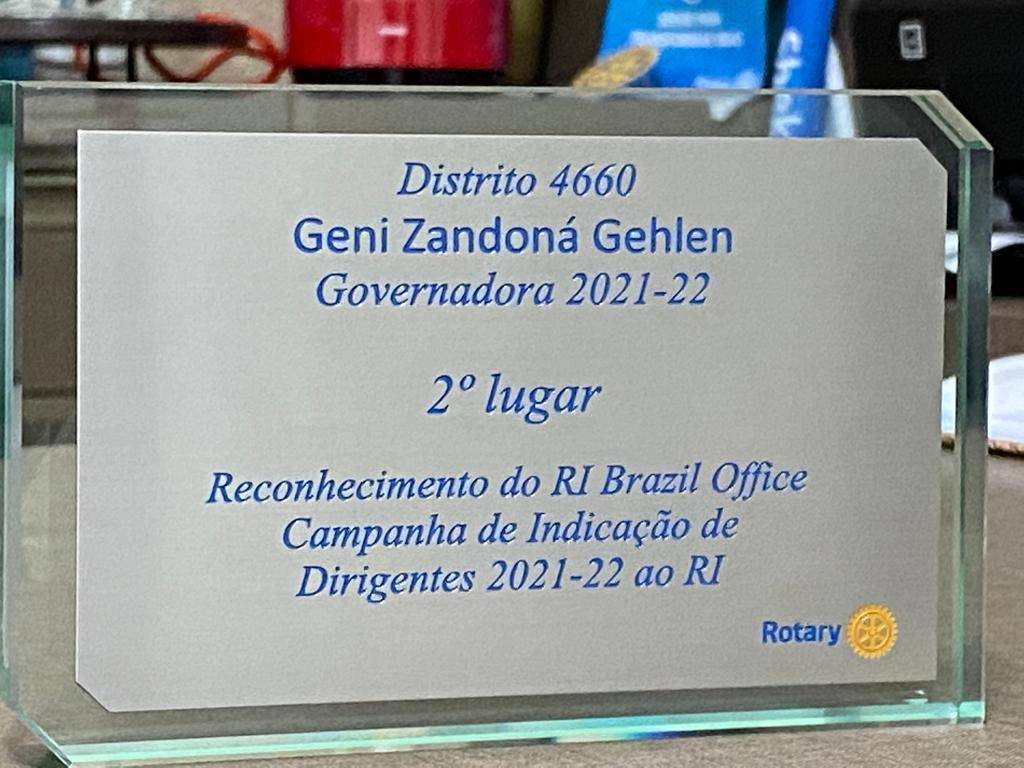 Distrito 4660
Geni Zandoná Gehlen
Governadora 2021-22
2º lugar
Reconhecimento do RI Brazil Office
Campanha de Indicação de
Dirigentes 2021-22 ao RI
Rotary